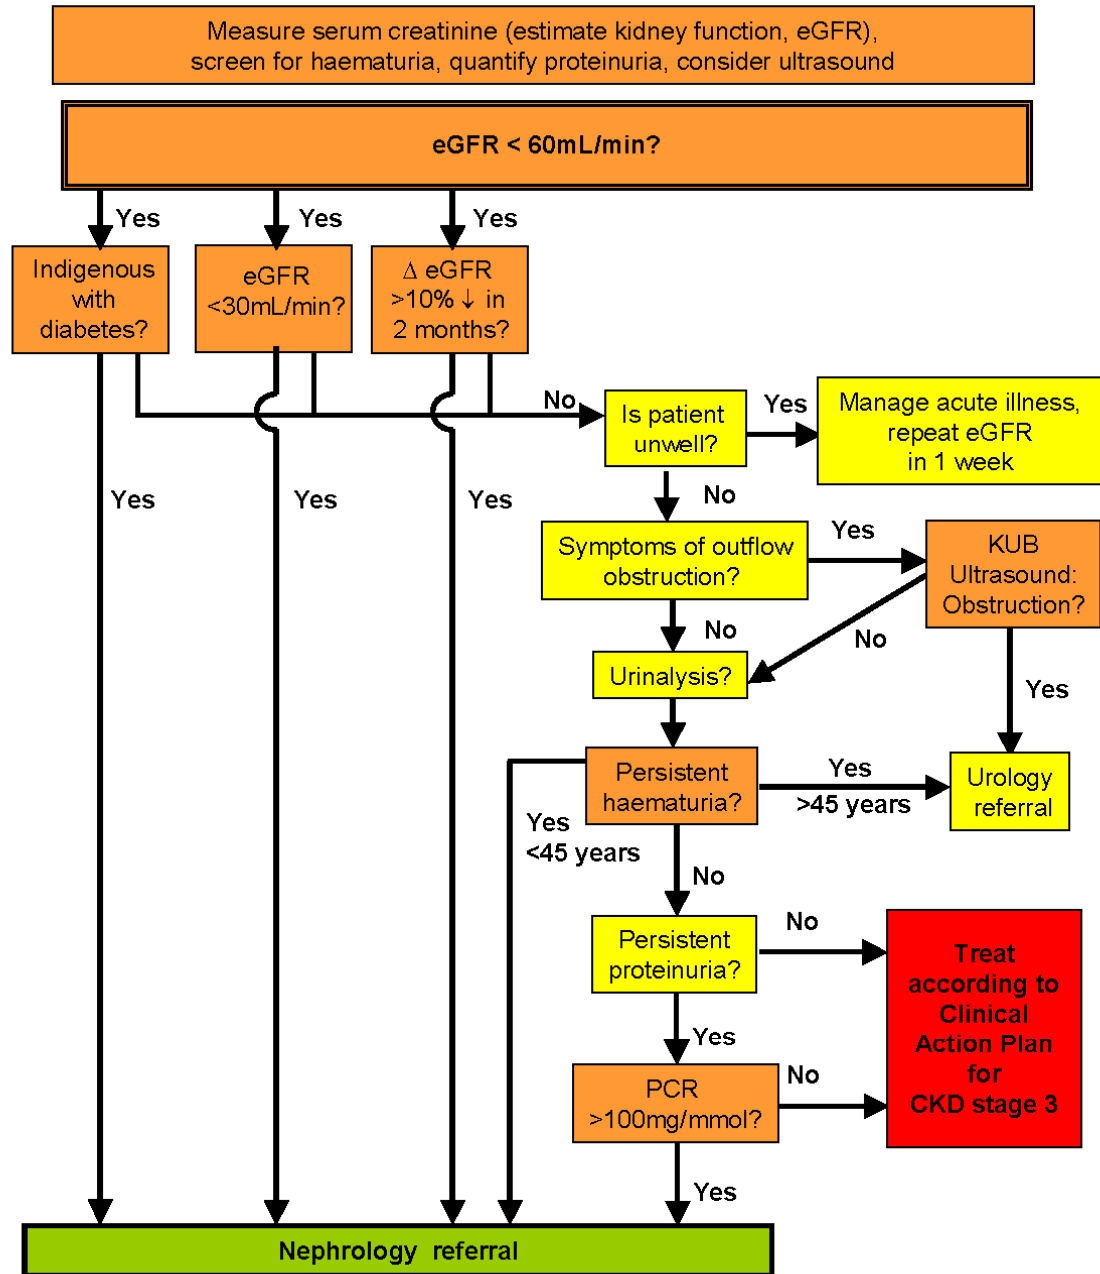 Measure serum creatinine (estimate kidney function, eGFR),
screen for haematuria, quantify proteinuria, consider ultrasound
eGFR < 60mL/min?
Yes
Yes
Yes
Indigenous
with
diabetes?
eGFR
<30mL/min?
Δ eGFR
>10% ↓ in
2 months?
No
Is patient
unwell?
Yes
Manage acute illness,
repeat eGFR
in 1 week
Yes
Yes
Yes
No
Symptoms of outflow
obstruction?
Yes
KUB
Ultrasound:
Obstruction?
No
No
Urinalysis?
Yes
Persistent
haematuria?
Yes
>45 years
Urology
referral
Yes
<45 years
No
Persistent
proteinuria?
No
Treat
according to
Clinical
Action Plan
for
CKD stage 3
Yes
PCR
>100mg/mmol?
No
Yes
Nephrology referral